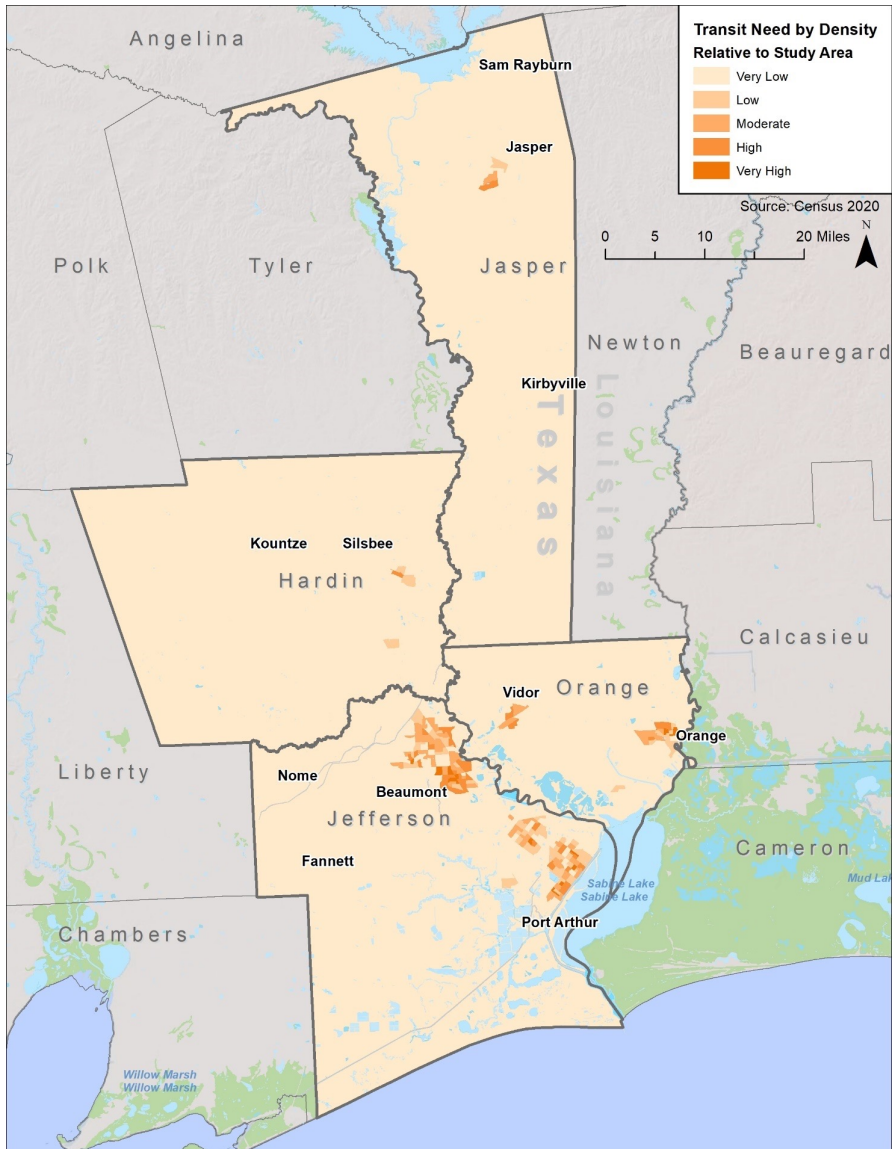 Transit Need by Density
Relative to Study Area
Very Low
Low
Moderate
High
Very High
Source: Census 2020
N
0 5 10 20 Miles
Angelina
Sam Rayburn
Jasper
Polk
Tyler
Jasper
Newton
Beauregard
Kirbyville
Texas
Louisiana
Kountze
Silsbee
Hardin
Calcasieu
Vidor
Orange
Orange
Liberty
Nome
Beaumont
Jefferson
Fannett
Cameron
Sabine Lake
Sabine Lake
Mud Lak
Port Arthur
Chambers
Willow Marsh
Willow Marsh